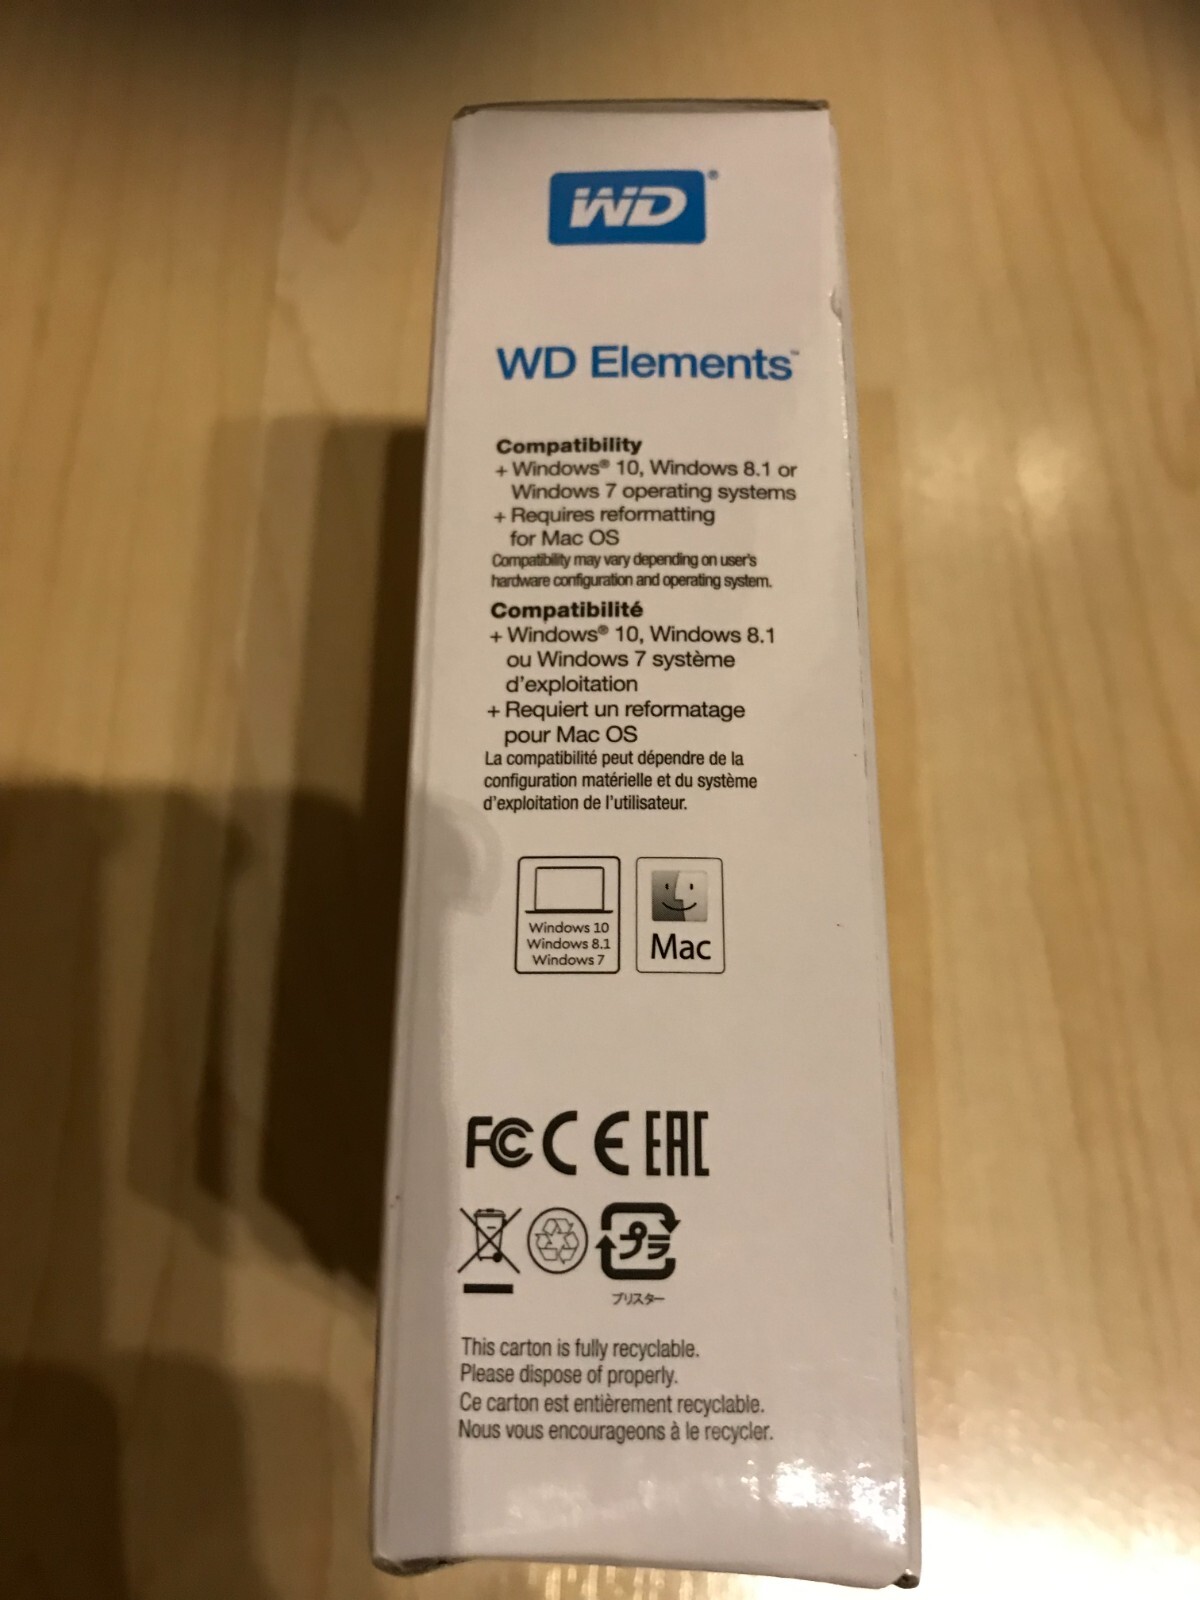 WD®
WD Elements™
Compatibility
+ Windows® 10, Windows 8.1 or
Windows 7 operating systems
+ Requires reformatting
for Mac OS
Compatibility may vary depending on user's
hardware configuration and operating system.
Compatibilité
+ Windows® 10, Windows 8.1
ou Windows 7 système
d'exploitation
+ Requiert un reformatage
pour Mac OS
La compatibilité peut dépendre de la
configuration matérielle et du système
d'exploitation de l'utilisateur.
Windows 10
Windows 8.1
Windows 7
Mac
FC CE EAC
プラ
ブリスター
This carton is fully recyclable.
Please dispose of properly.
Ce carton est entièrement recyclable.
Nous vous encourageons à le recycler.